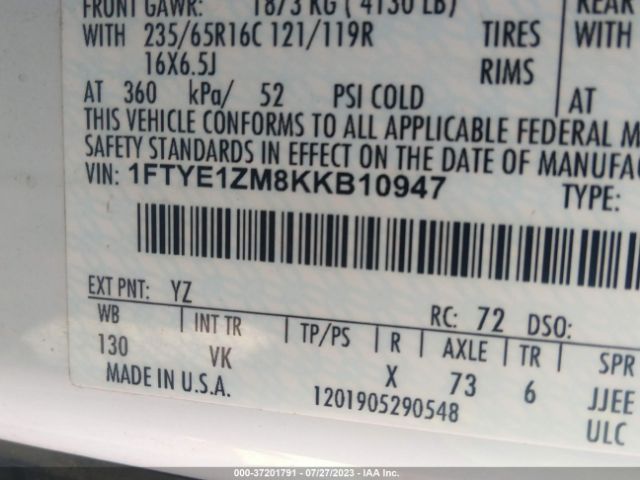 FRONT GAWR: 1873 KG ( 4130 LB) REAR
WITH 235/65R16C 121/119R TIRES WITH
16X6.5J RIMS
AT 360 kPa/ 52 PSI COLD AT
THIS VEHICLE CONFORMS TO ALL APPLICABLE FEDERAL M
SAFETY STANDARDS IN EFFECT ON THE DATE OF MANUFAC
VIN: 1FTYE1ZM8KKB10947 TYPE:
EXT PNT: YZ RC: 72 DSO:
WB INT TR TP/PS R AXLE TR SPR
130 VK X 73 6 JJEE
MADE IN U.S.A. 1201905290548 ULC
000-37201791 / 07/27/2023 / IAA Inc.